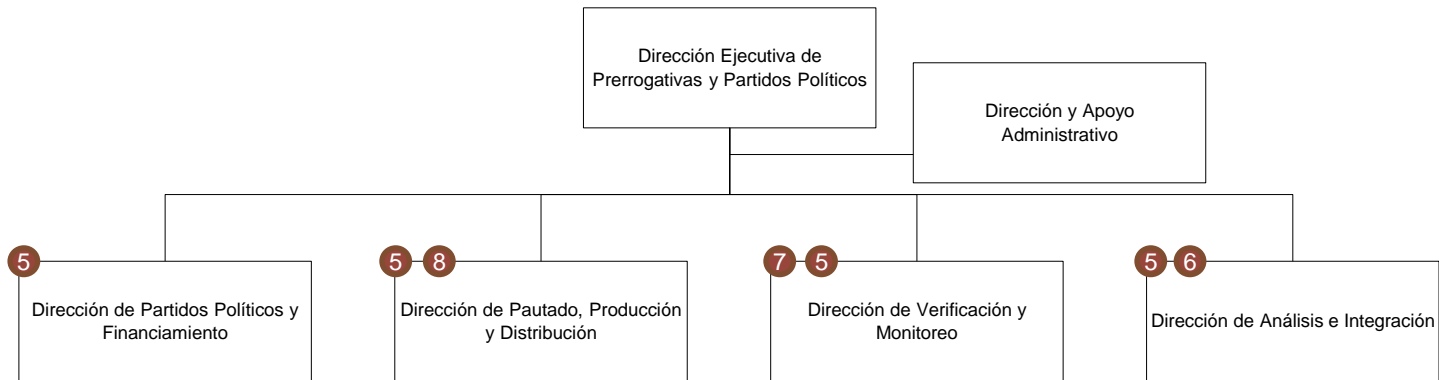 Dirección Ejecutiva de
Prerrogativas y Partidos Políticos
Dirección y Apoyo
Administrativo
5
5 8
7 5
5 6
Dirección de Partidos Políticos y
Financiamiento
Dirección de Pautado, Producción
y Distribución
Dirección de Verificación y
Monitoreo
Dirección de Análisis e Integración